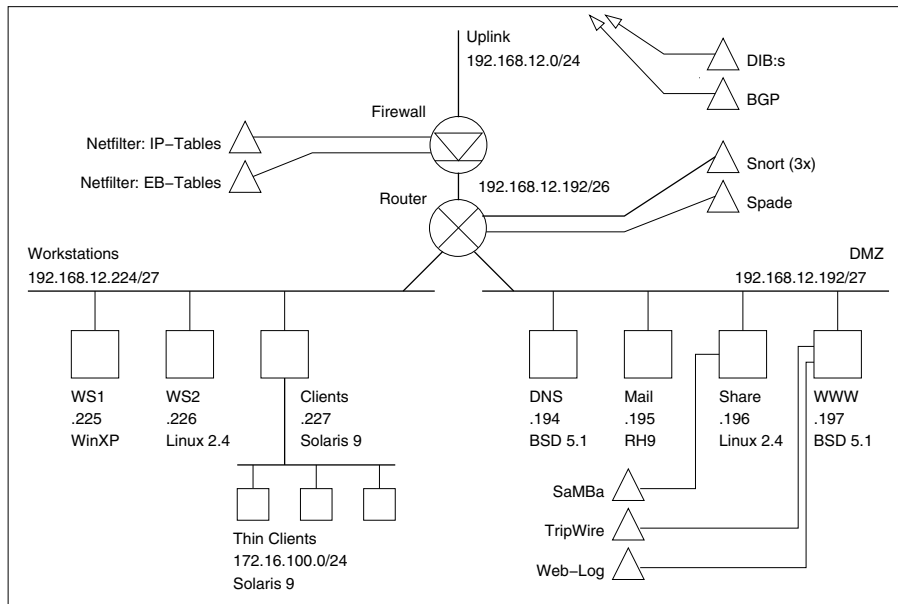 Uplink
192.168.12.0/24
DIB:s
BGP
Firewall
Netfilter: IP−Tables
Netfilter: EB−Tables
192.168.12.192/26
Snort (3x)
Spade
Router
Workstations
192.168.12.224/27
DMZ
192.168.12.192/27
WS1
.225
WinXP
WS2
.226
Linux 2.4
Clients
.227
Solaris 9
DNS
.194
BSD 5.1
Mail
.195
RH9
Share
.196
Linux 2.4
WWW
.197
BSD 5.1
Thin Clients
172.16.100.0/24
Solaris 9
SaMBa
TripWire
Web−Log